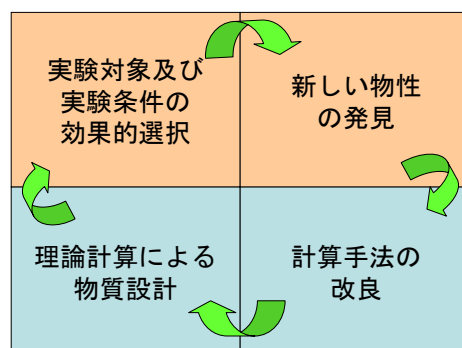 実験対象及び
実験条件の
効果的選択
新しい物性
の発見
理論計算による
物質設計
計算手法の
改良